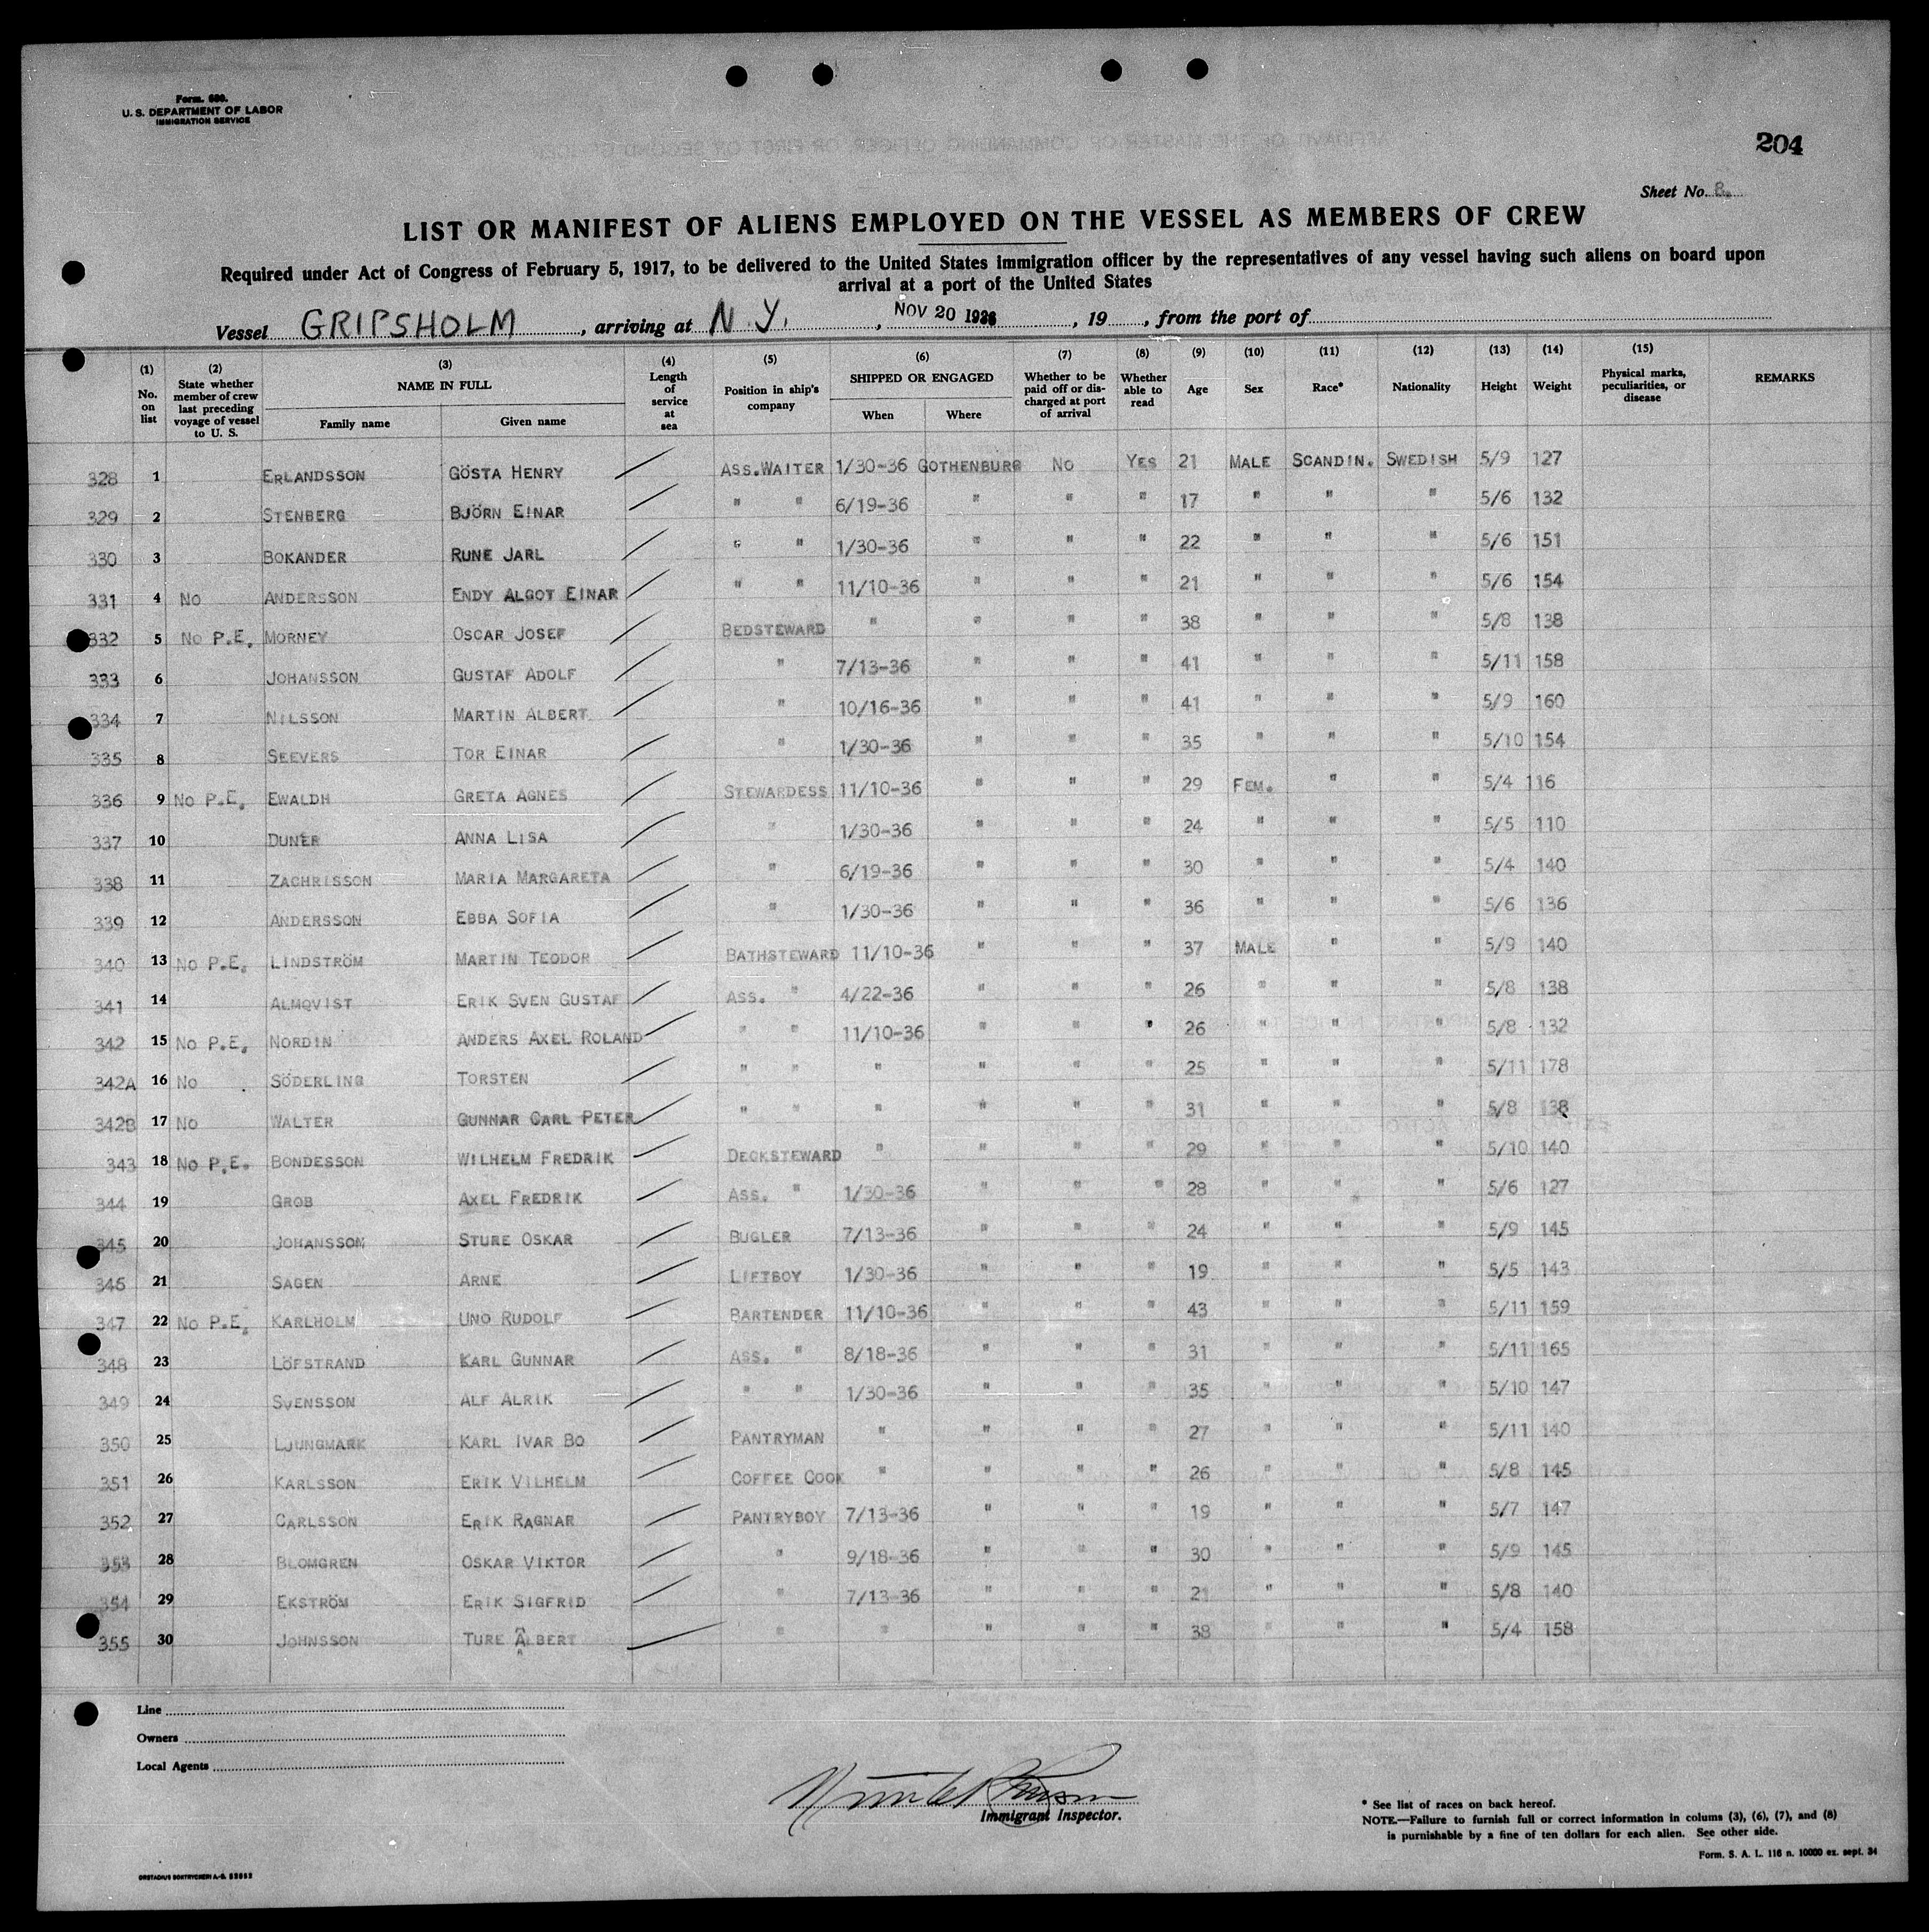 Form. 680.
U. S. DEPARTMENT OF LABOR
IMMIGRATION SERVICE
204
Sheet No. 8.
LIST OR MANIFEST OF ALIENS EMPLOYED ON THE VESSEL AS MEMBERS OF CREW
Required under Act of Congress of February 5, 1917, to be delivered to the United States immigration officer by the representatives of any vessel having such aliens on board upon
arrival at a port of the United States
Vessel GRIPSHOLM, arriving at N.Y., NOV 20 1936, 19, from the port of
(1) No. on list (2) State whether member of crew last preceding voyage of vessel to U. S. (3) NAME IN FULL Family name Given name (4) Length of service at sea (5) Position in ship's company (6) SHIPPED OR ENGAGED When Where (7) Whether to be paid off or discharged at port of arrival (8) Whether able to read (9) Age (10) Sex (11) Race* (12) Nationality (13) Height (14) Weight (15) Physical marks, peculiarities, or disease REMARKS
328 1 ERLANDSSON GÖSTA HENRY ASS.WAITER 1/30-36 GOTHENBURG NO YES 21 MALE SCANDIN. SWEDISH 5/9 127
329 2 STENBERG BJÖRN EINAR " " 6/19-36 " " " 17 " " " 5/6 132
330 3 BOKANDER RUNE JARL " " 1/30-36 " " " 22 " " " 5/6 151
331 4 NO ANDERSSON ENDY ALGOT EINAR " " 11/10-36 " " " 21 " " " 5/6 154
332 5 NO P.E. MORNEY OSCAR JOSEF BEDSTEWARD " " " " 38 " " " 5/8 138
333 6 JOHANSSON GUSTAF ADOLF " 7/13-36 " " " 41 " " " 5/11 158
334 7 NILSSON MARTIN ALBERT " 10/16-36 " " " 41 " " " 5/9 160
335 8 SEEVERS TOR EINAR " 1/30-36 " " " 35 " " " 5/10 154
336 9 NO P.E. EWALDH GRETA AGNES STEWARDESS 11/10-36 " " " 29 FEM. " " 5/4 116
337 10 DUNÉR ANNA LISA " 1/30-36 " " " 24 " " " 5/5 110
338 11 ZACHRISSON MARIA MARGARETA " 6/19-36 " " " 30 " " " 5/4 140
339 12 ANDERSSON EBBA SOFIA " 1/30-36 " " " 36 " " " 5/6 136
340 13 NO P.E. LINDSTRÖM MARTIN TEODOR BATHSTEWARD 11/10-36 " " " 37 MALE " " 5/9 140
341 14 ALMQVIST ERIK SVEN GUSTAF ASS. " 4/22-36 " " " 26 " " " 5/8 138
342 15 NO P.E. NORDIN ANDERS AXEL ROLAND " " 11/10-36 " " " 26 " " " 5/8 132
342A 16 NO SÖDERLING TORSTEN " " " " " " 25 " " " 5/11 178
342B 17 NO WALTER GUNNAR CARL PETER " " " " " " 31 " " " 5/8 138
343 18 NO P.E. BONDESSON WILHELM FREDRIK DECKSTEWARD " " " " 29 " " " 5/10 140
344 19 GROB AXEL FREDRIK ASS. " 1/30-36 " " " 28 " " " 5/6 127
345 20 JOHANSSON STURE OSKAR BUGLER 7/13-36 " " " 24 " " " 5/9 145
346 21 SAGEN ARNE LIFTBOY 1/30-36 " " " 19 " " " 5/5 143
347 22 NO P.E. KARLHOLM UNO RUDOLF BARTENDER 11/10-36 " " " 43 " " " 5/11 159
348 23 LÖFSTRAND KARL GUNNAR ASS. " 8/18-36 " " " 31 " " " 5/11 165
349 24 SVENSSON ALF ALRIK " " 1/30-36 " " " 35 " " " 5/10 147
350 25 LJUNGMARK KARL IVAR BO PANTRYMAN " " " " 27 " " " 5/11 140
351 26 KARLSSON ERIK VILHELM COFFEE COOK " " " " 26 " " " 5/8 145
352 27 CARLSSON ERIK RAGNAR PANTRYBOY 7/13-36 " " " 19 " " " 5/7 147
353 28 BLOMGREN OSKAR VIKTOR " 9/18-36 " " " 30 " " " 5/9 145
354 29 EKSTRÖM ERIK SIGFRID " 7/13-36 " " " 21 " " " 5/8 140
355 30 JOHNSSON TURE ALBERT " " " " " 38 " " " 5/4 158
Line
Owners
Local Agents
Immigrant Inspector.
* See list of races on back hereof.
NOTE.—Failure to furnish full or correct information in colums (3), (6), (7), and (8)
is purnishable by a fine of ten dollars for each alien. See other side.
Form. S. A. L. 116 n. 10000 ex. sept. 34